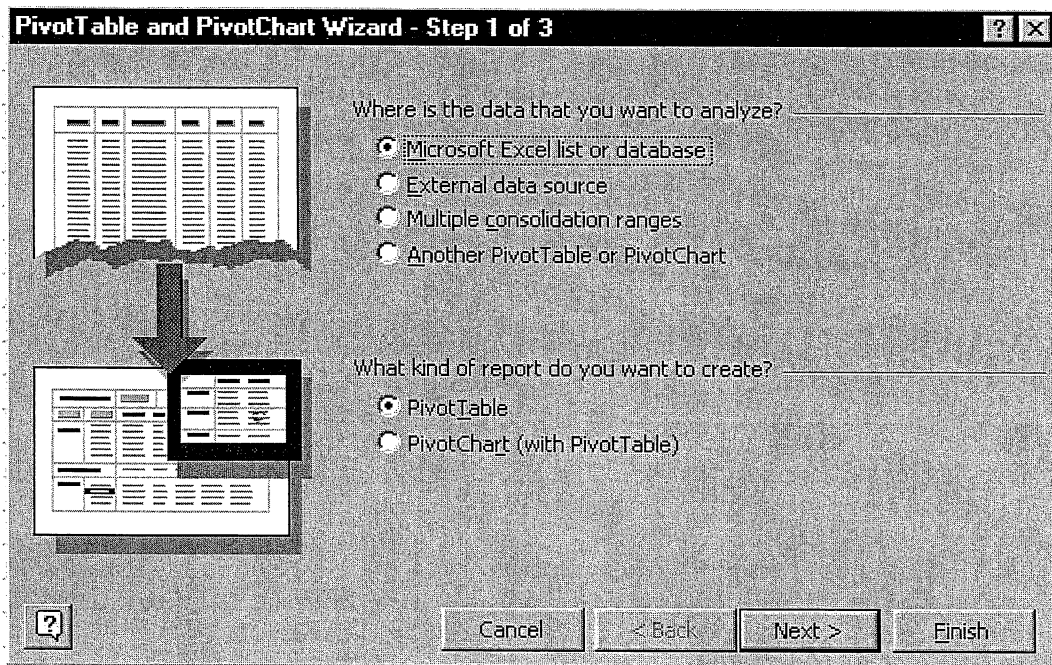 PivotTable and PivotChart Wizard - Step 1 of 3
Where is the data that you want to analyze?
Microsoft Excel list or database
External data source
Multiple consolidation ranges
Another PivotTable or PivotChart
What kind of report do you want to create?
PivotTable
PivotChart (with PivotTable)
Cancel < Back Next > Finish